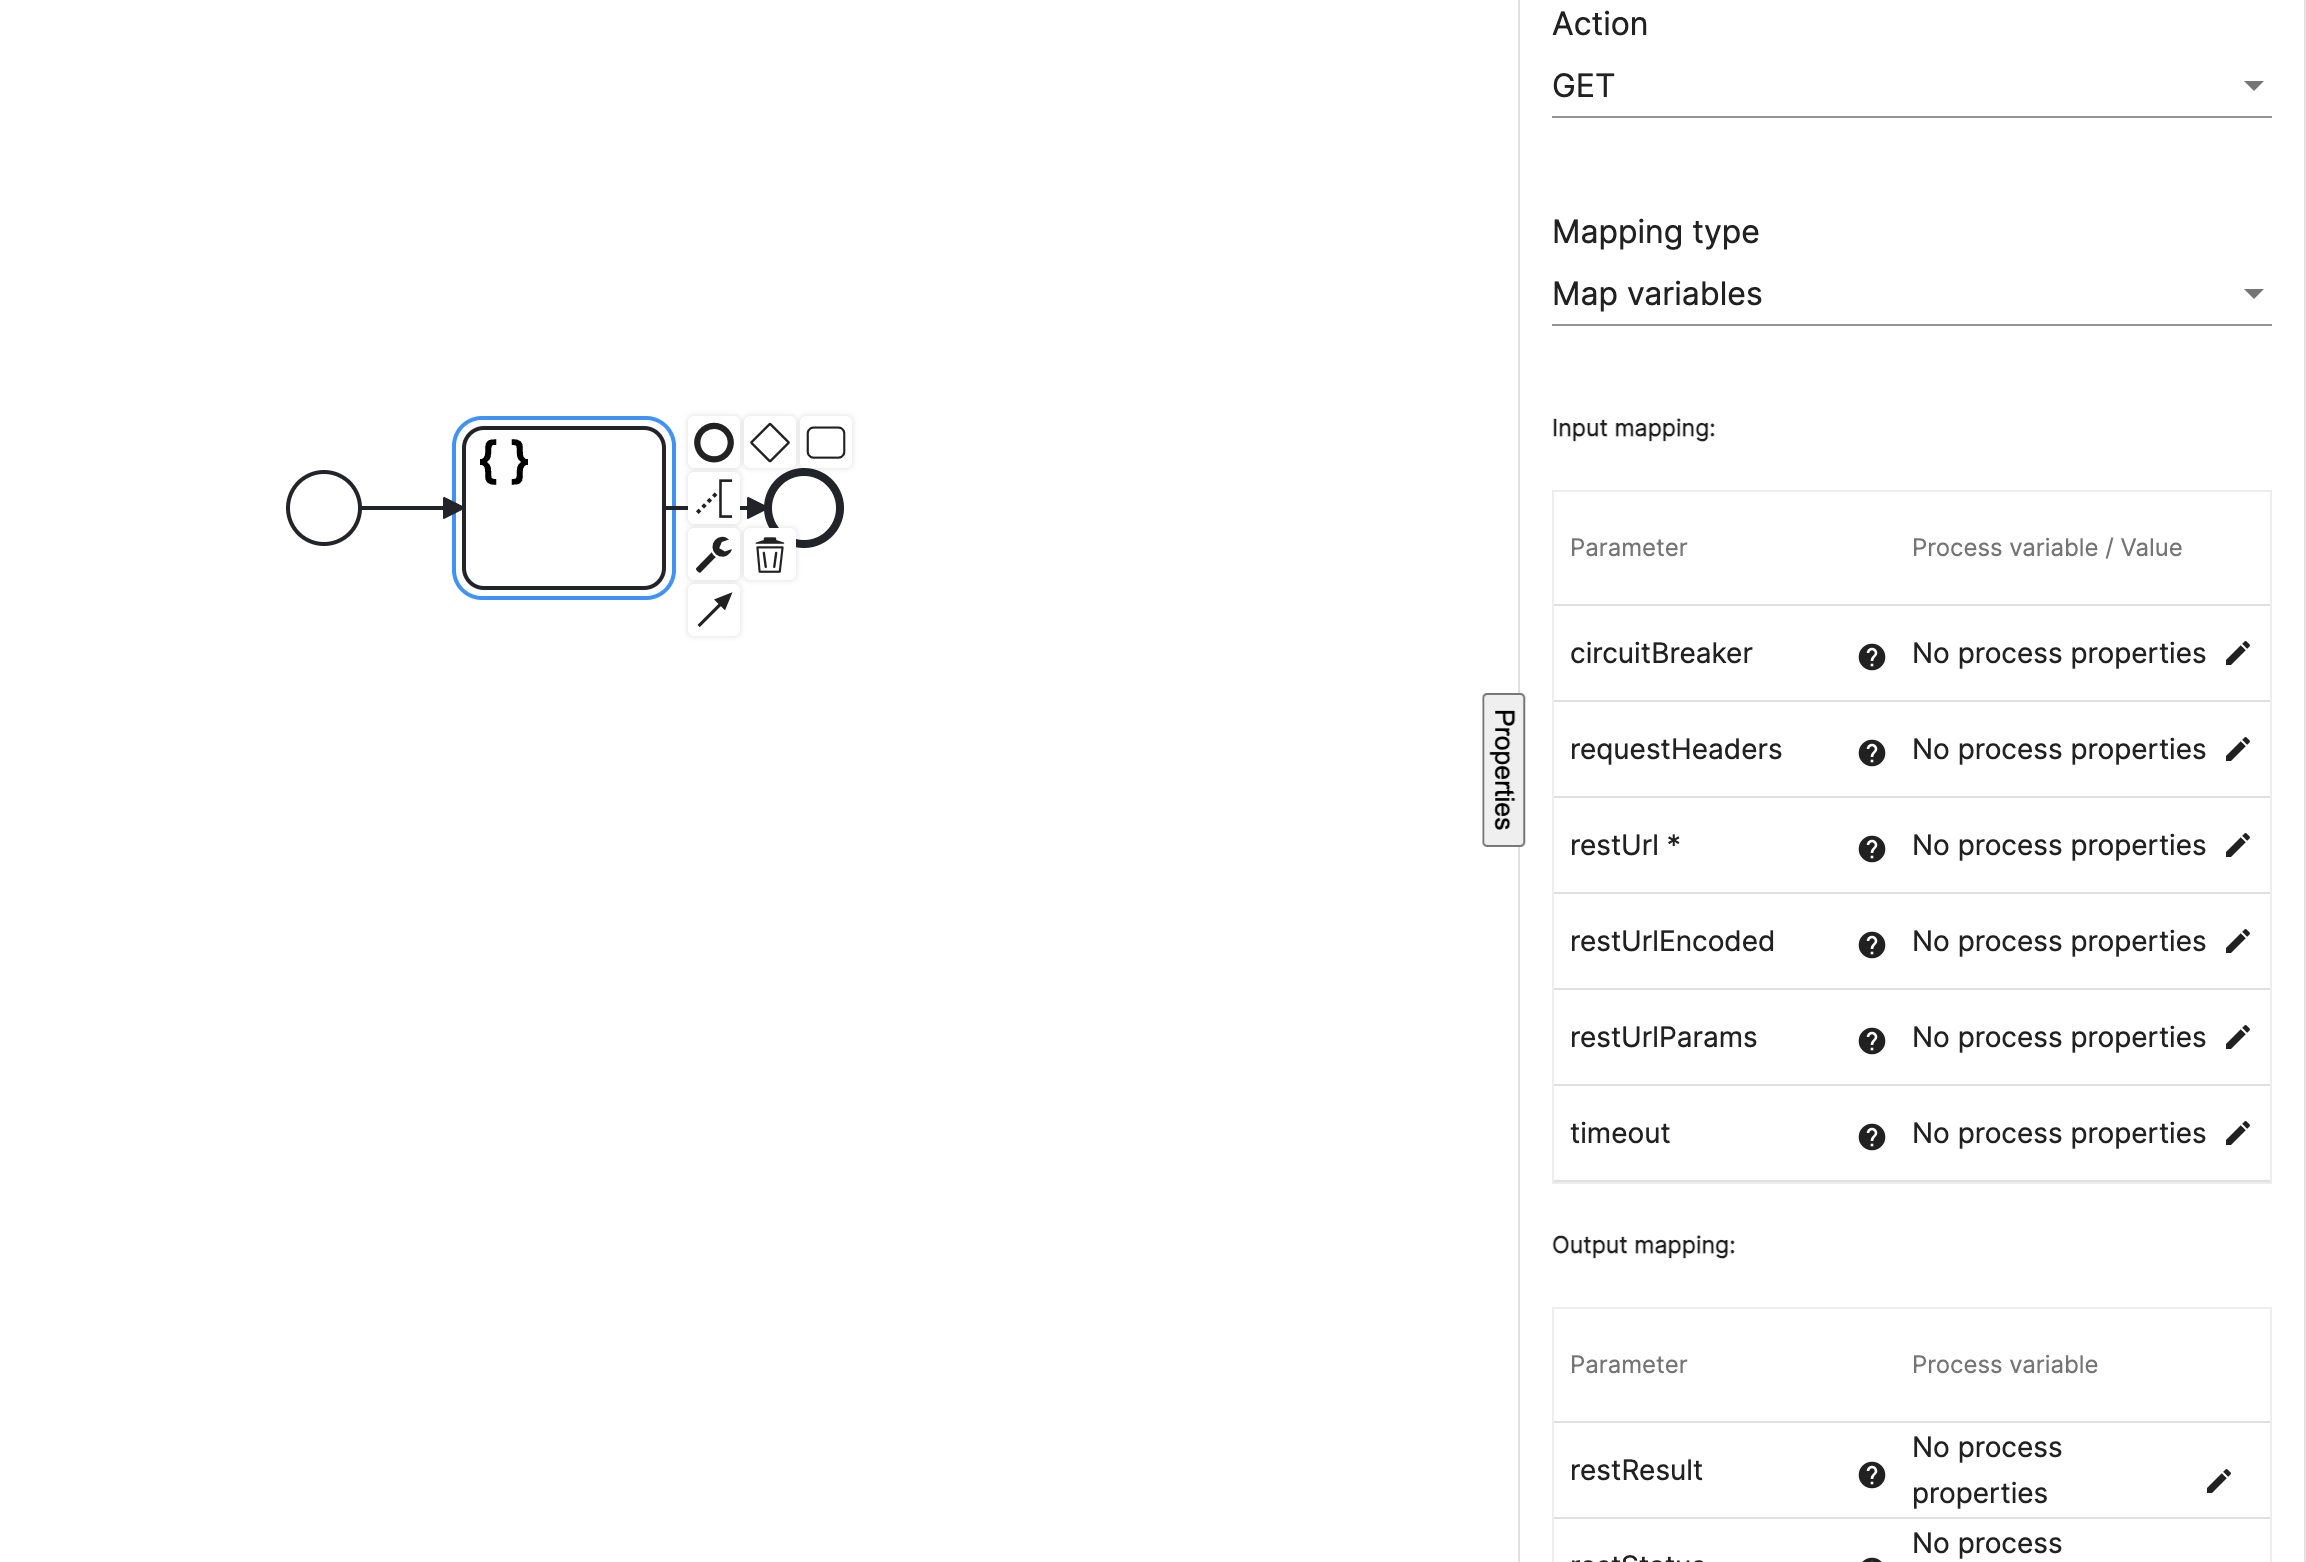 Action
GET
Mapping type
Map variables
Input mapping:
Parameter Process variable / Value
circuitBreaker No process properties
requestHeaders No process properties
restUrl * No process properties
restUrlEncoded No process properties
restUrlParams No process properties
timeout No process properties
Output mapping:
Parameter Process variable
restResult No process
properties
No process
Properties